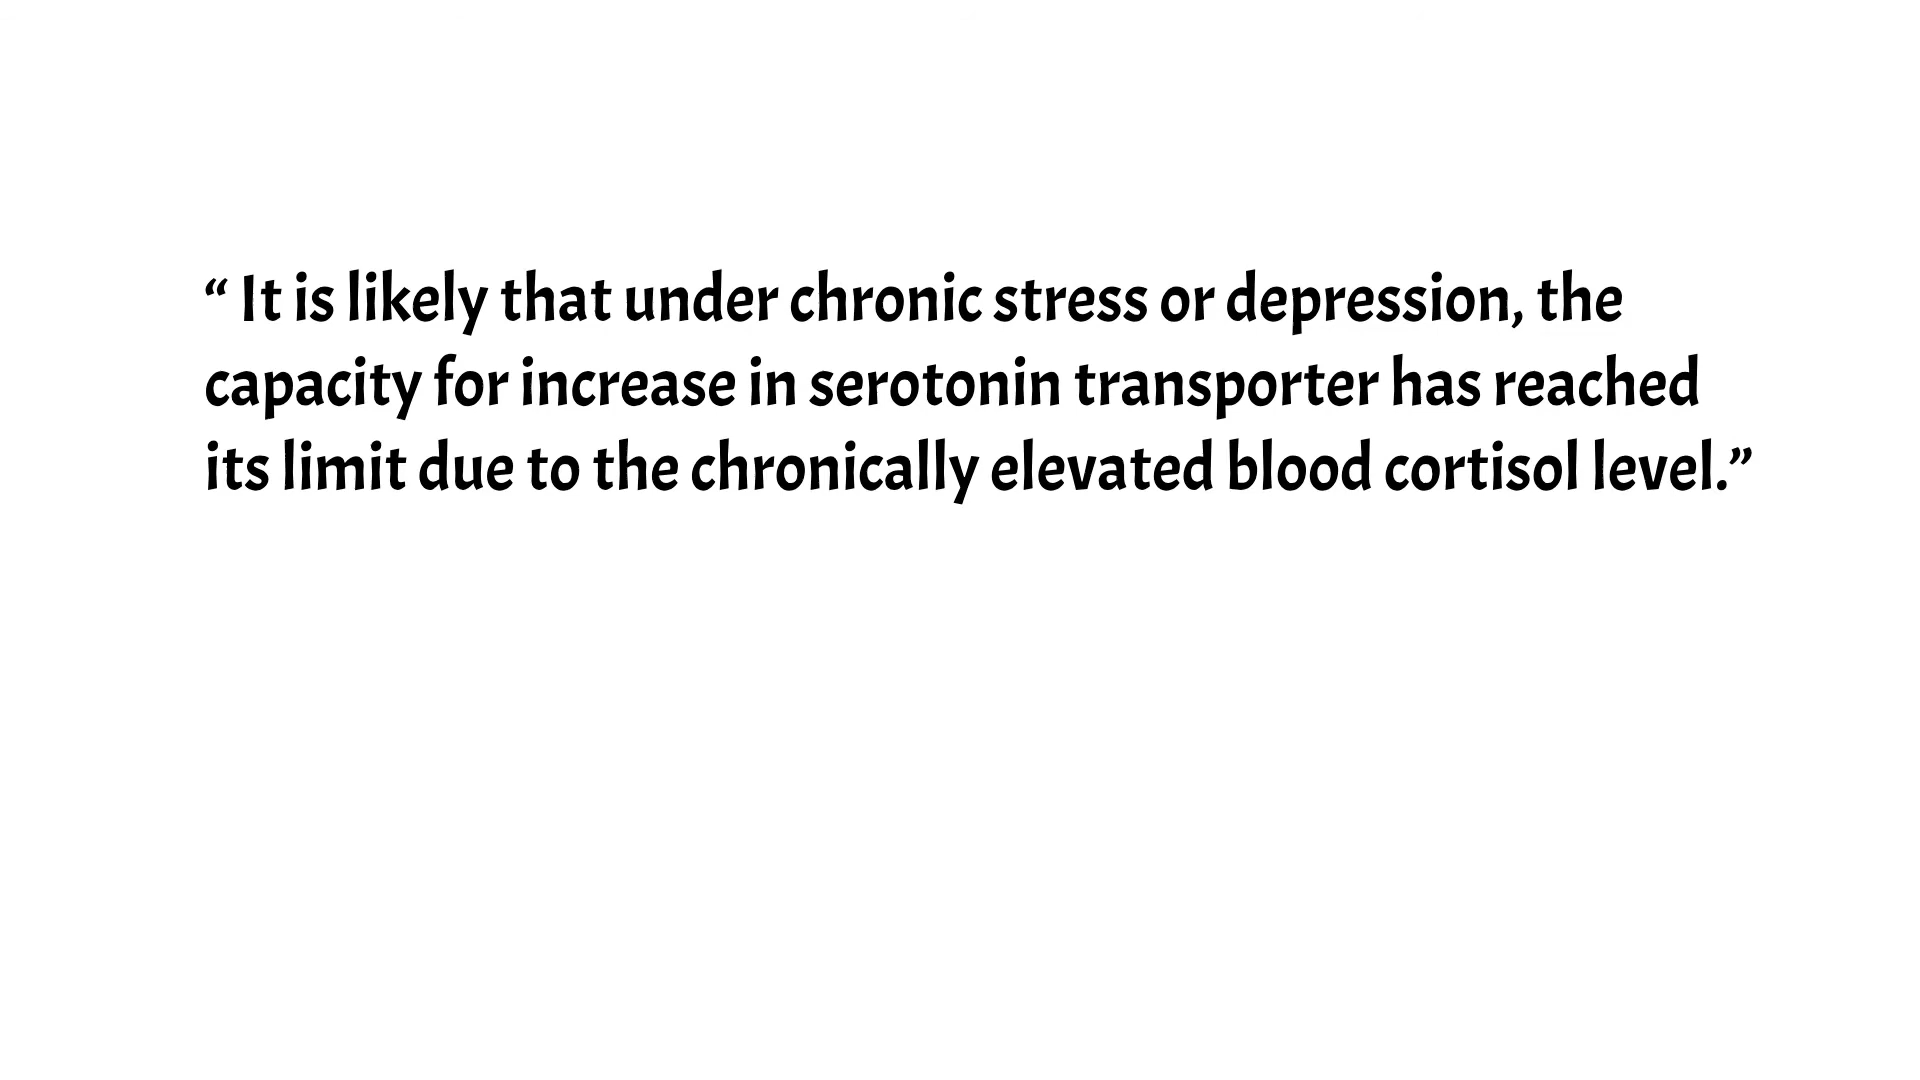 “ It is likely that under chronic stress or depression, the
capacity for increase in serotonin transporter has reached
its limit due to the chronically elevated blood cortisol level.”